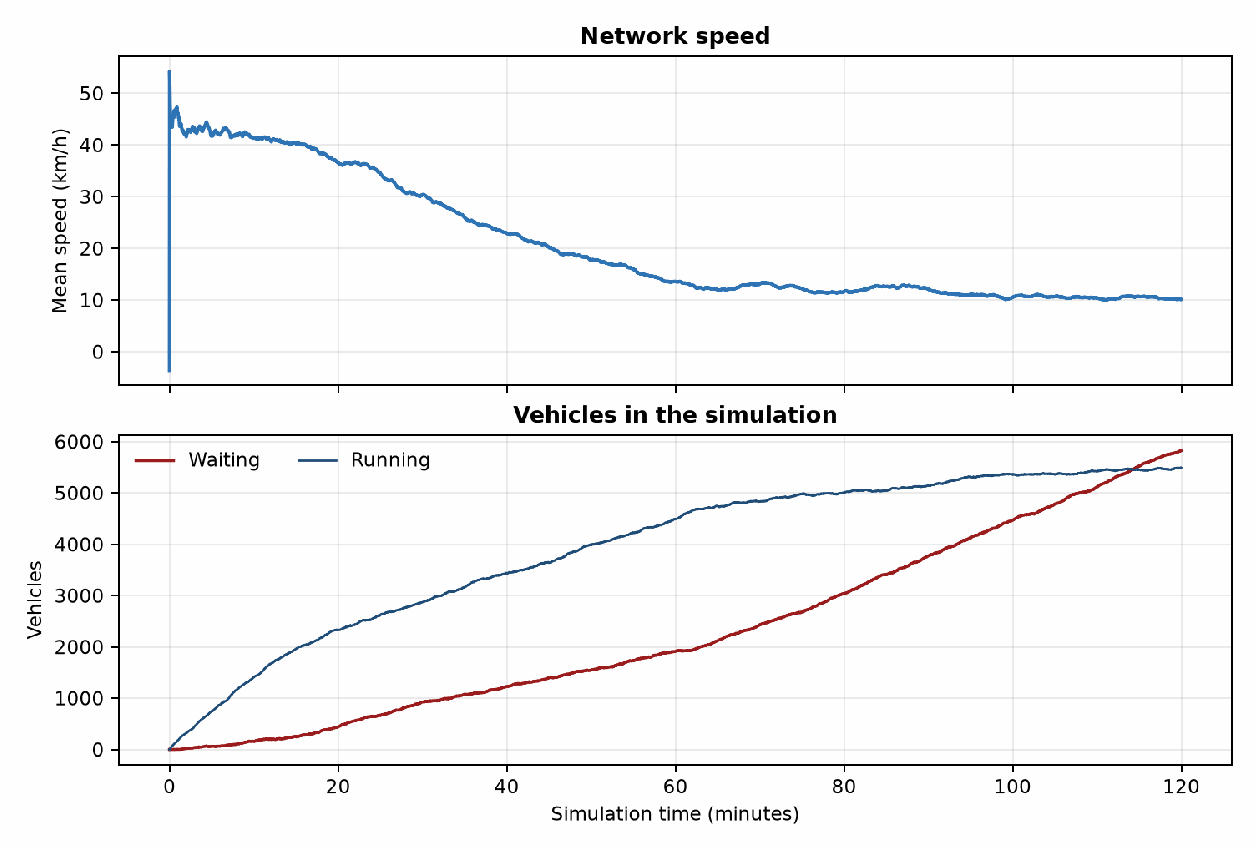 Network speed
50
40
30
20
10
0
Mean speed (km/h)
Vehicles in the simulation
Waiting
Running
6000
5000
4000
3000
2000
1000
0
Vehicles
0 20 40 60 80 100 120
Simulation time (minutes)